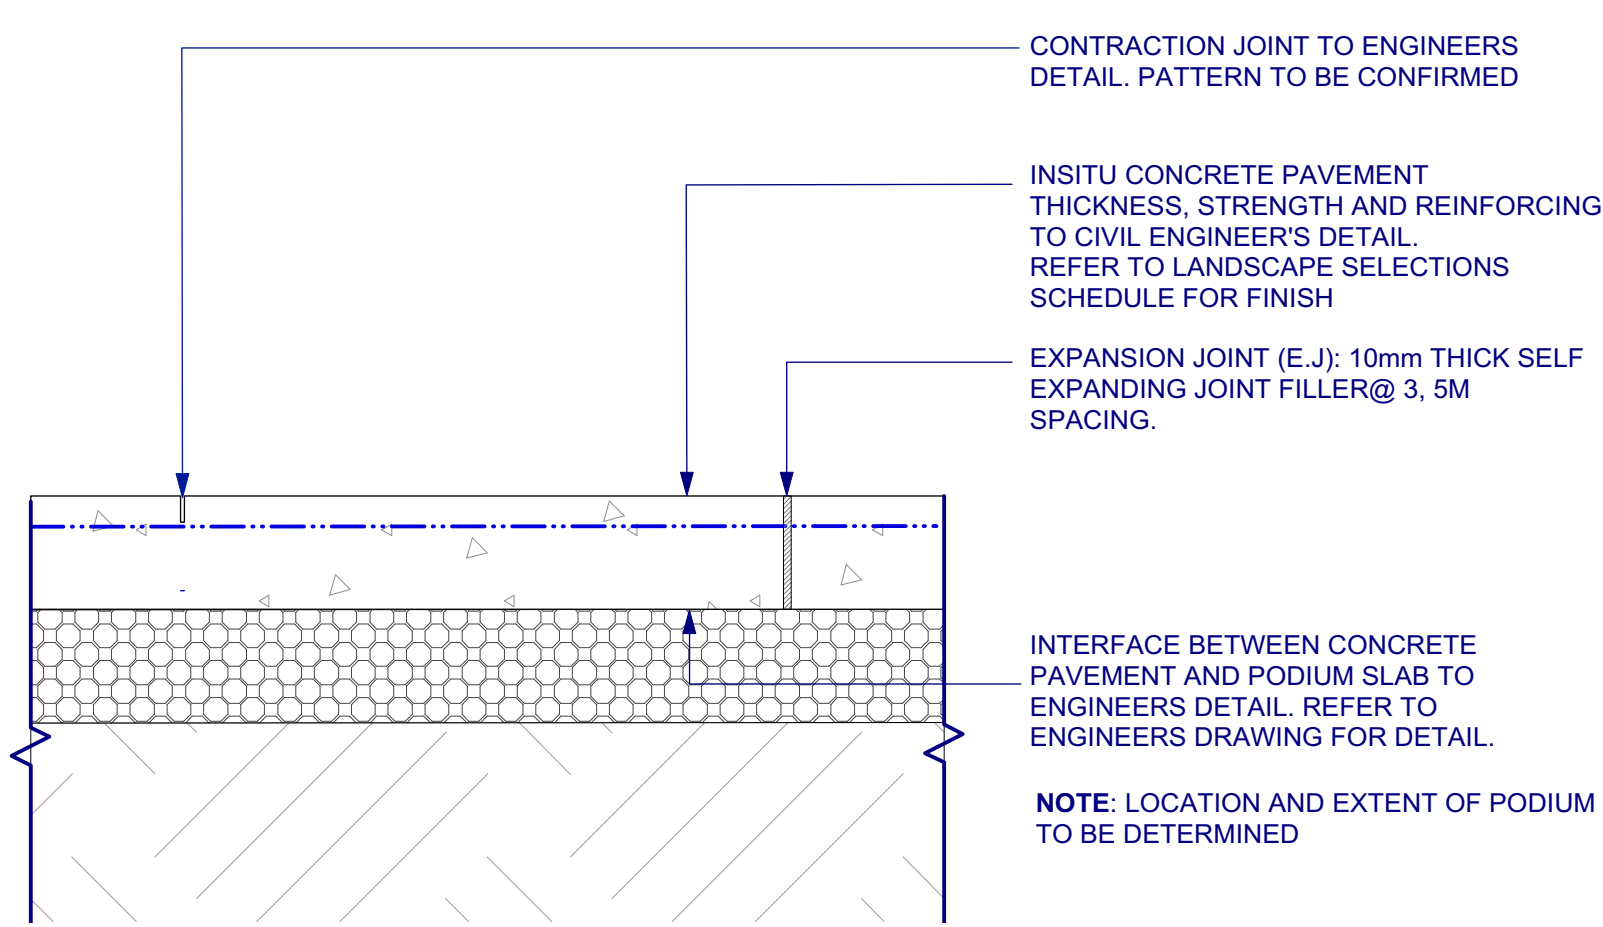 CONTRACTION JOINT TO ENGINEERS
DETAIL. PATTERN TO BE CONFIRMED
INSITU CONCRETE PAVEMENT
THICKNESS, STRENGTH AND REINFORCING
TO CIVIL ENGINEER'S DETAIL.
REFER TO LANDSCAPE SELECTIONS
SCHEDULE FOR FINISH
EXPANSION JOINT (E.J): 10mm THICK SELF
EXPANDING JOINT FILLER@ 3, 5M
SPACING.
INTERFACE BETWEEN CONCRETE
PAVEMENT AND PODIUM SLAB TO
ENGINEERS DETAIL. REFER TO
ENGINEERS DRAWING FOR DETAIL.
NOTE: LOCATION AND EXTENT OF PODIUM
TO BE DETERMINED